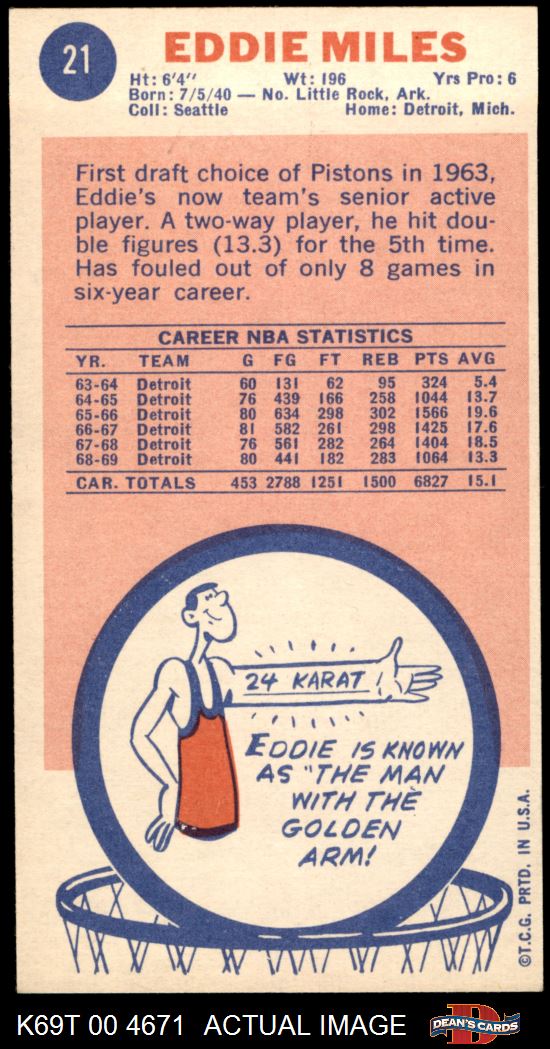 21
EDDIE MILES
Ht: 6'4" Wt: 196 Yrs Pro: 6
Born: 7/5/40 — No. Little Rock, Ark.
Coll: Seattle Home: Detroit, Mich.
First draft choice of Pistons in 1963,
Eddie's now team's senior active
player. A two-way player, he hit dou-
ble figures (13.3) for the 5th time.
Has fouled out of only 8 games in
six-year career.
CAREER NBA STATISTICS
YR. TEAM G FG FT REB PTS AVG
63-64 Detroit 60 131 62 95 324 5.4
64-65 Detroit 76 439 166 258 1044 13.7
65-66 Detroit 80 634 298 302 1566 19.6
66-67 Detroit 81 582 261 298 1425 17.6
67-68 Detroit 76 561 282 264 1404 18.5
68-69 Detroit 80 441 182 283 1064 13.3
CAR. TOTALS 453 2788 1251 1500 6827 15.1
24 KARAT
EDDIE IS KNOWN
AS "THE MAN
WITH THE
GOLDEN
ARM!
©T.C.G. PRTD. IN U.S.A.
K69T 00 4671 ACTUAL IMAGE
D
DEAN'S CARDS